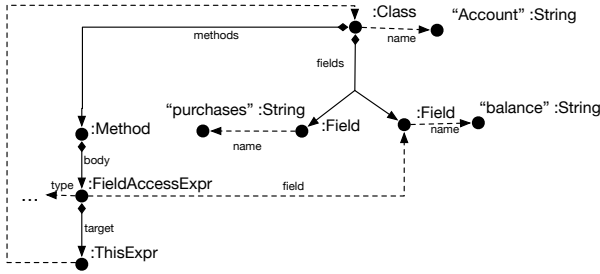 :Class
“Account” :String
methods
name
fields
“purchases” :String
:Field
“balance” :String
:Method
:Field
name
name
body
type
:FieldAccessExpr
field
...
target
:ThisExpr